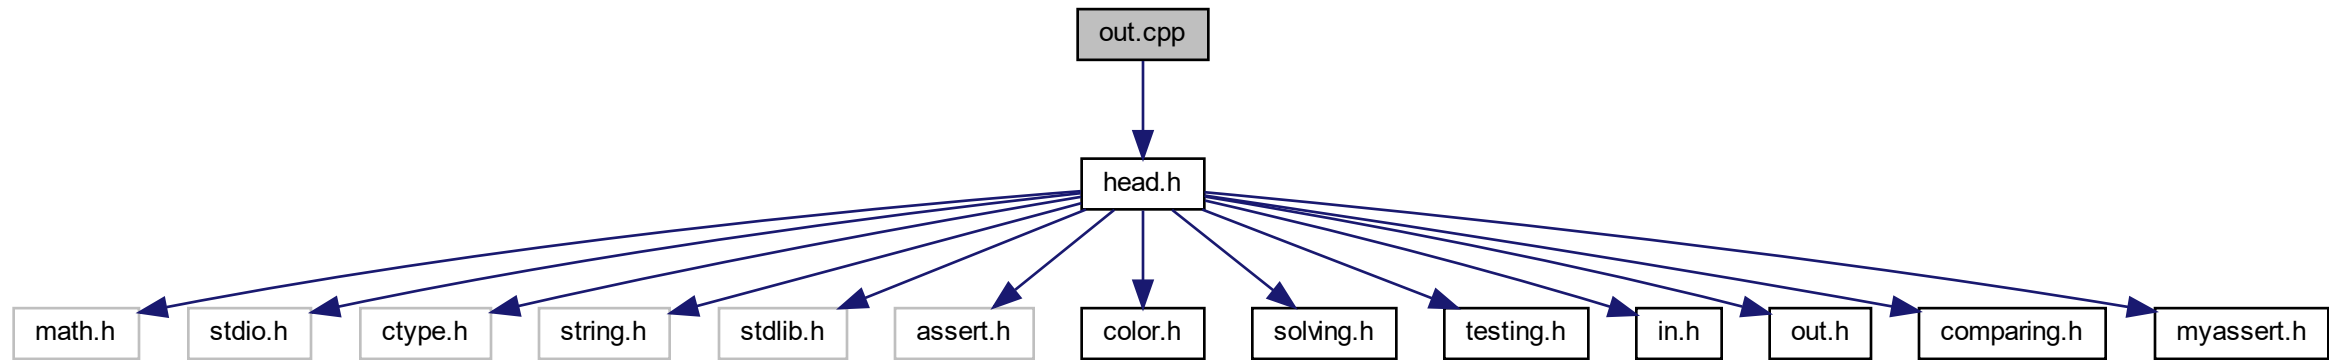 out.cpp
head.h
math.h
stdio.h
ctype.h
string.h
stdlib.h
assert.h
color.h
solving.h
testing.h
in.h
out.h
comparing.h
myassert.h